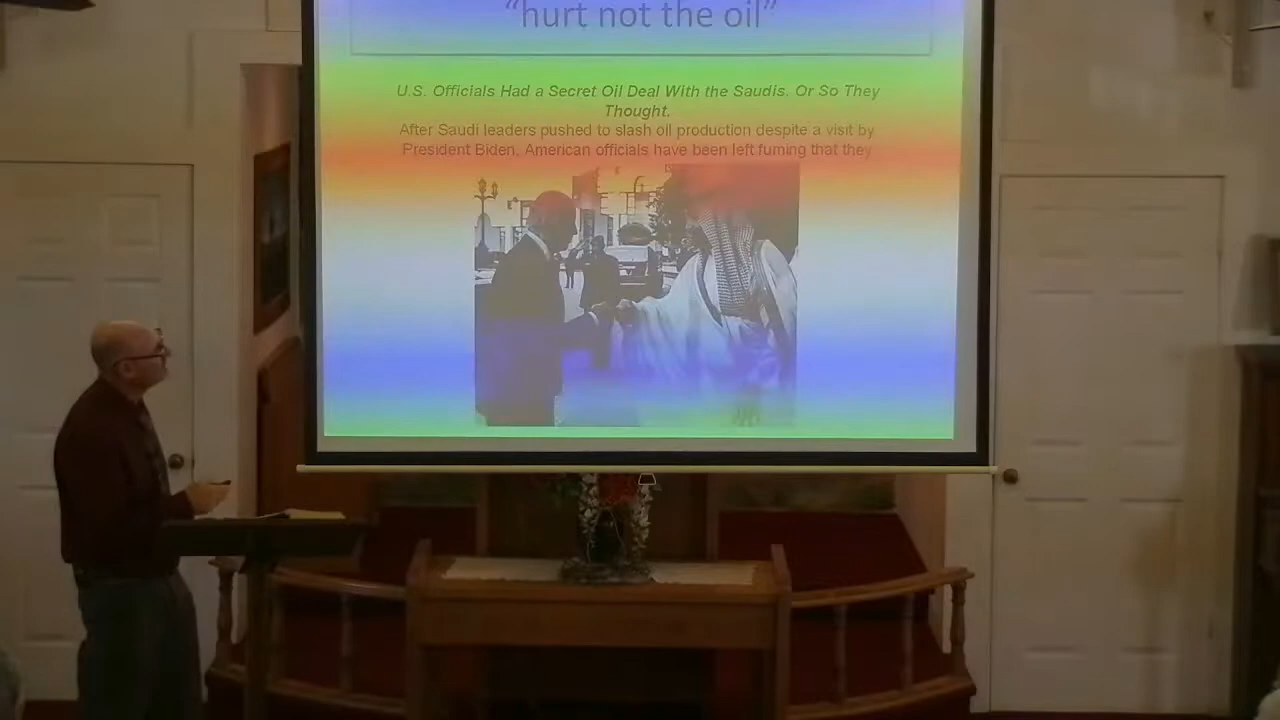 “hurt not the oil”
U.S. Officials Had a Secret Oil Deal With the Saudis. Or So They
Thought.
After Saudi leaders pushed to slash oil production despite a visit by
President Biden, American officials have been left fuming that they